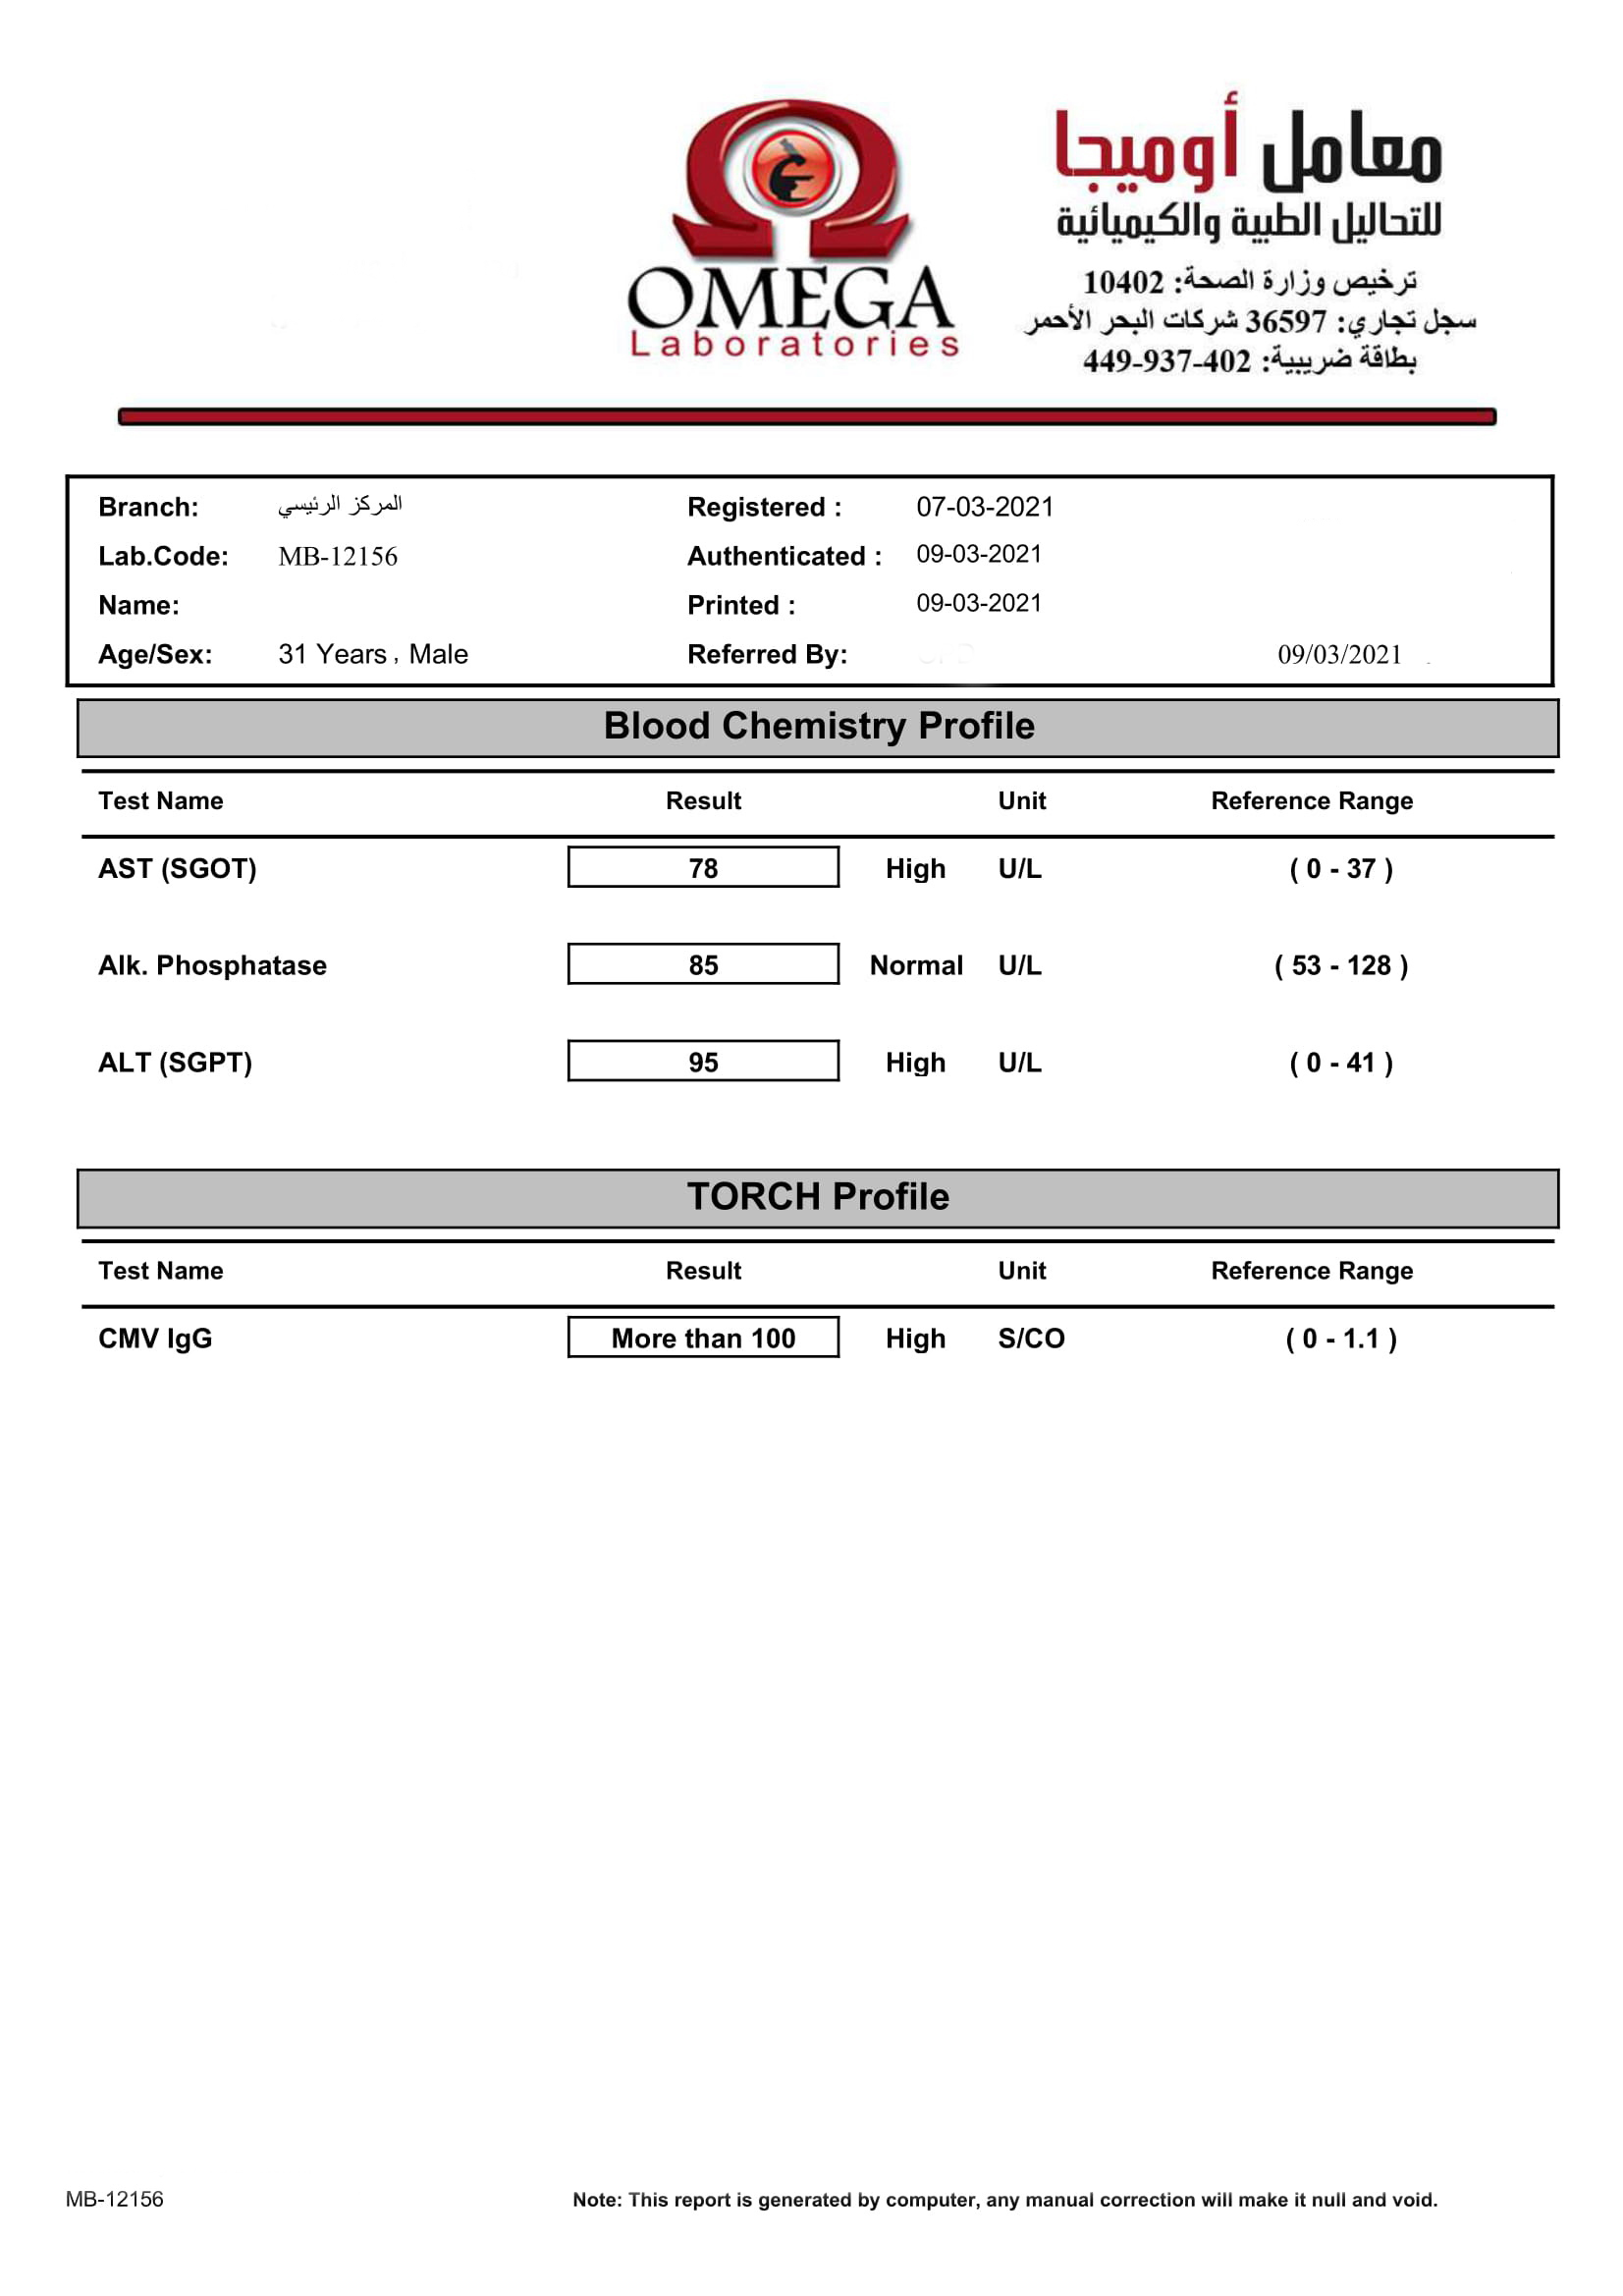 معامل أوميجا
للتحاليل الطبية والكيميائية
ترخيص وزارة الصحة: 10402
سجل تجاري: 36597 شركات البحر الأحمر
بطاقة ضريبية: 402-937-449
OMEGA
Laboratories
Branch: المركز الرئيسي Registered : 07-03-2021
Lab.Code: MB-12156 Authenticated : 09-03-2021
Name: Printed : 09-03-2021
Age/Sex: 31 Years , Male Referred By: 09/03/2021
Blood Chemistry Profile
Test Name Result Unit Reference Range
AST (SGOT) 78 High U/L ( 0 - 37 )
Alk. Phosphatase 85 Normal U/L ( 53 - 128 )
ALT (SGPT) 95 High U/L ( 0 - 41 )
TORCH Profile
Test Name Result Unit Reference Range
CMV IgG More than 100 High S/CO ( 0 - 1.1 )
MB-12156 Note: This report is generated by computer, any manual correction will make it null and void.